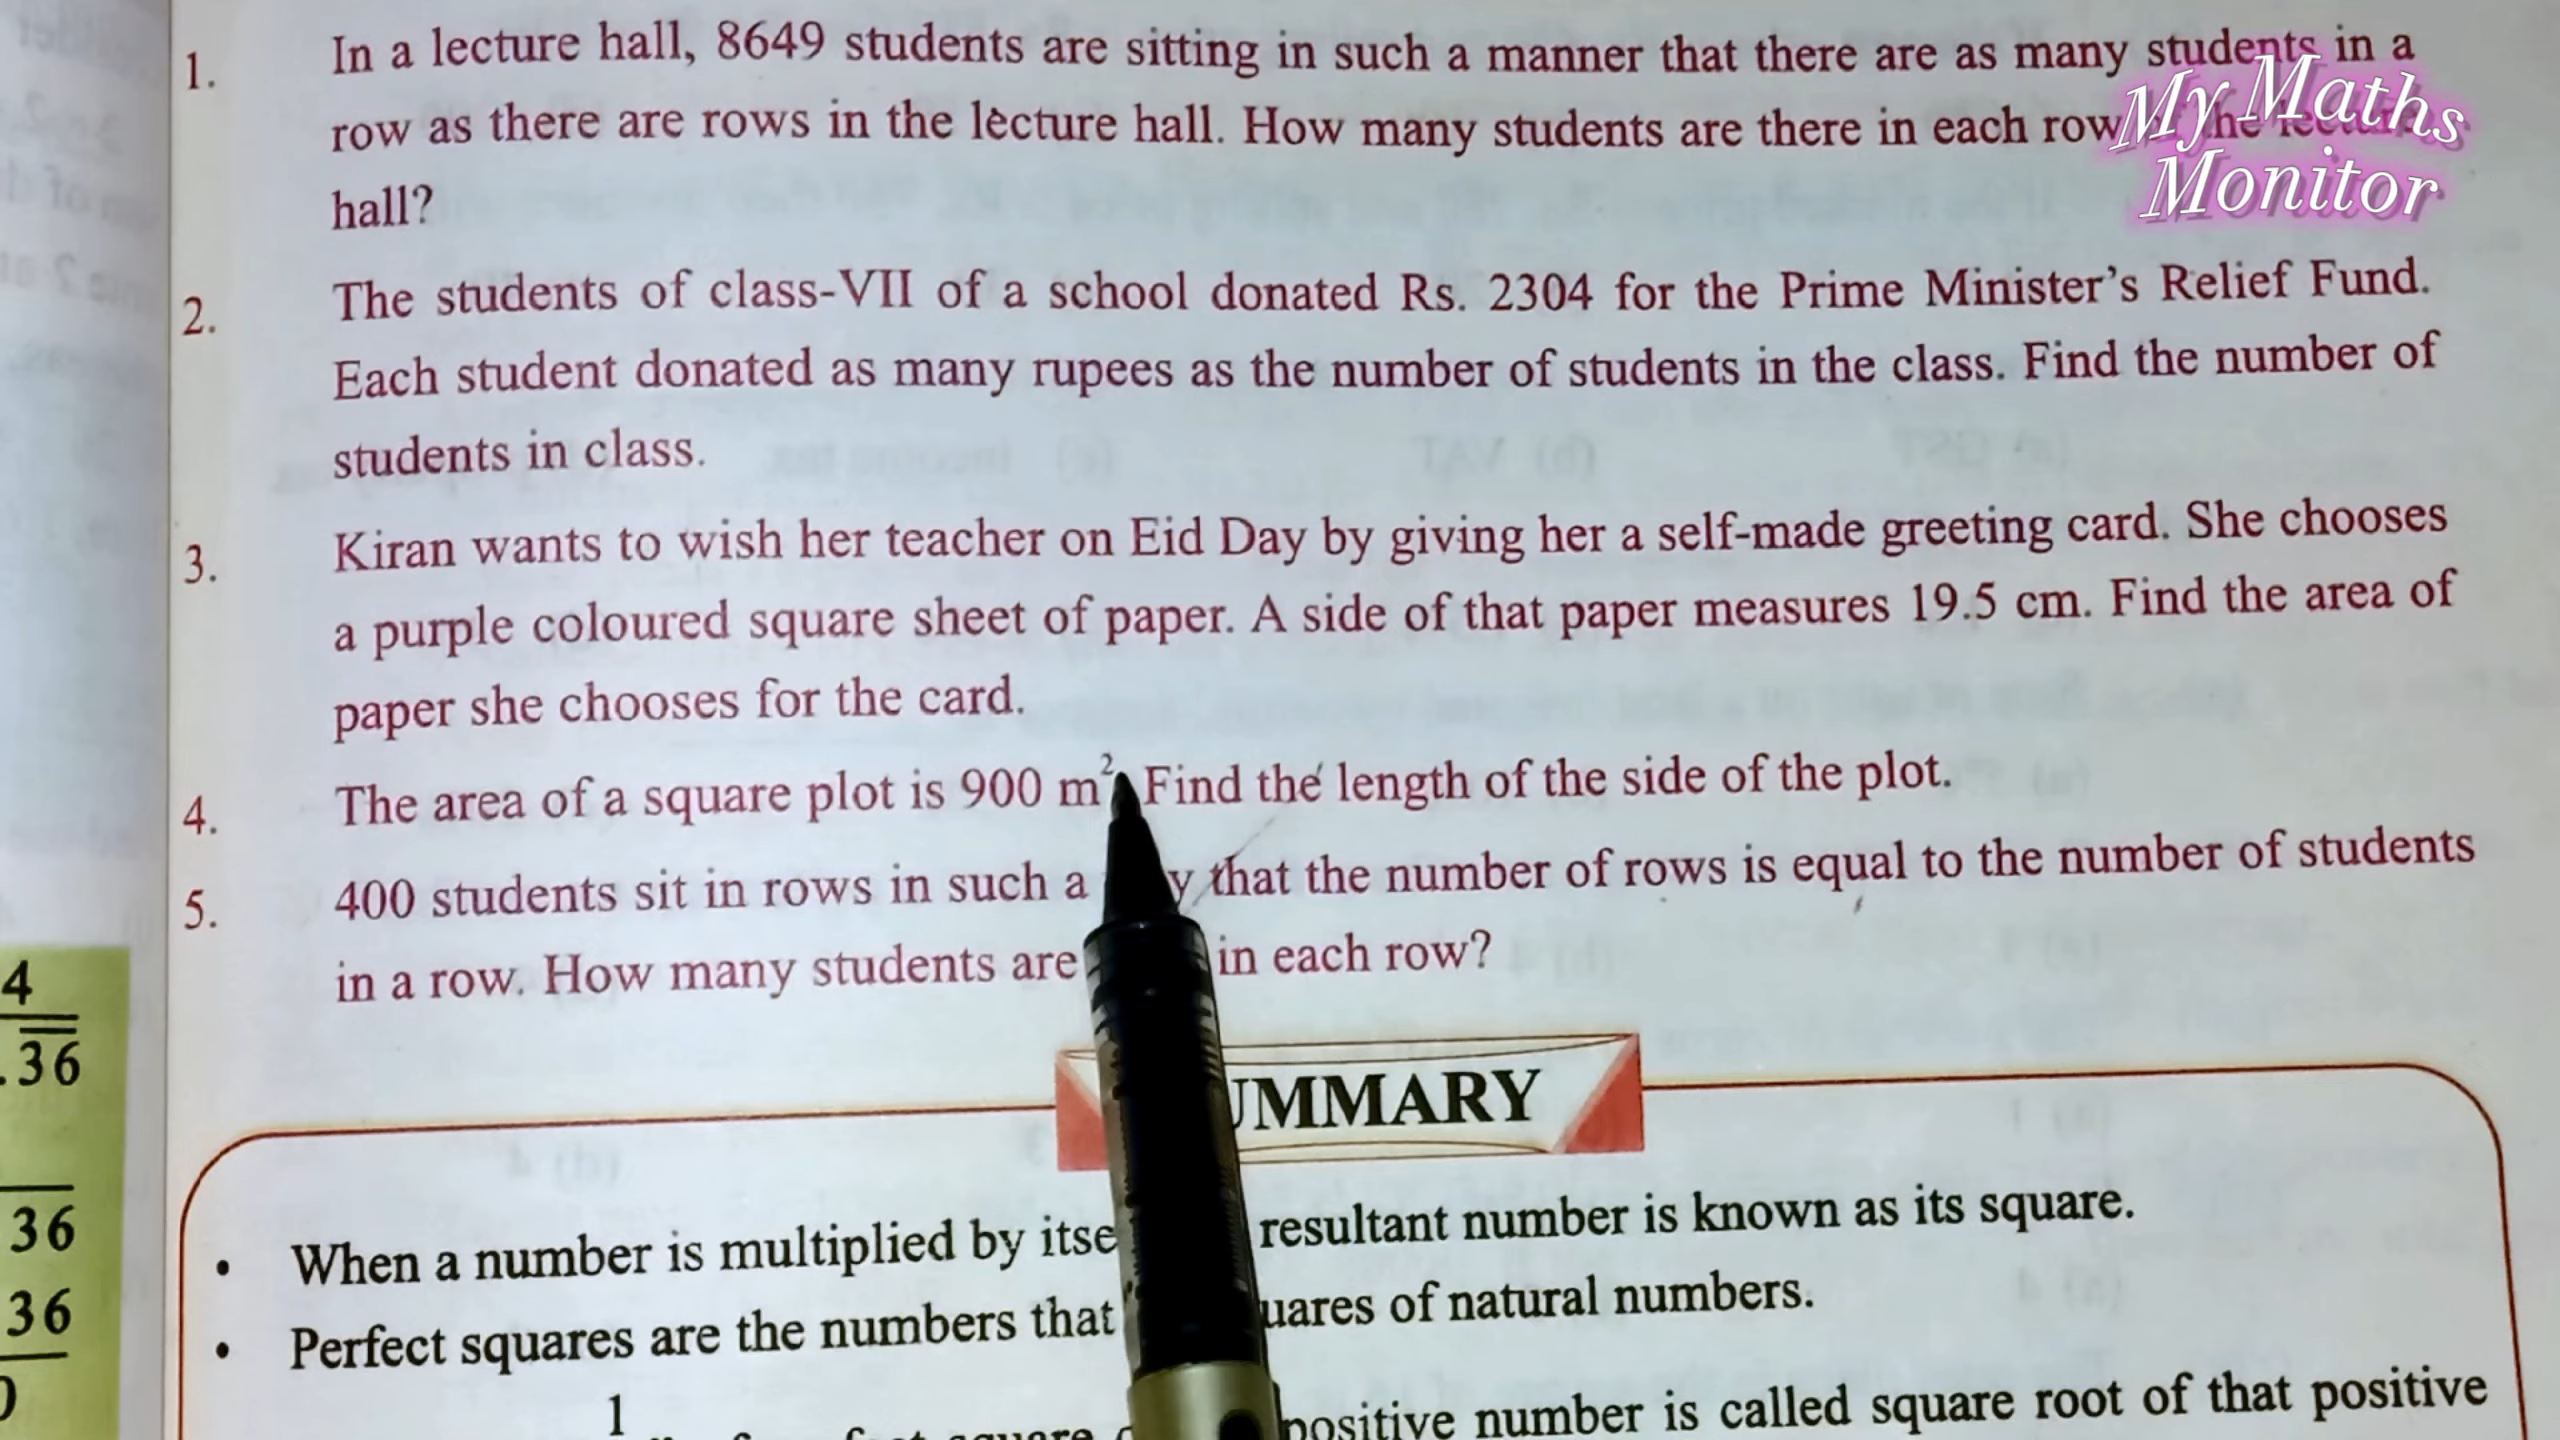 1. In a lecture hall, 8649 students are sitting in such a manner that there are as many students in a
row as there are rows in the lecture hall. How many students are there in each row the lecture
hall?
My Maths
Monitor
2. The students of class-VII of a school donated Rs. 2304 for the Prime Minister's Relief Fund.
Each student donated as many rupees as the number of students in the class. Find the number of
students in class.
3. Kiran wants to wish her teacher on Eid Day by giving her a self-made greeting card. She chooses
a purple coloured square sheet of paper. A side of that paper measures 19.5 cm. Find the area of
paper she chooses for the card.
4. The area of a square plot is 900 m² Find the length of the side of the plot.
5. 400 students sit in rows in such a y that the number of rows is equal to the number of students
in a row. How many students are in each row?
4
.36
36
36
0
UMMARY
• When a number is multiplied by itse resultant number is known as its square.
• Perfect squares are the numbers that uares of natural numbers.
1
positive number is called square root of that positive